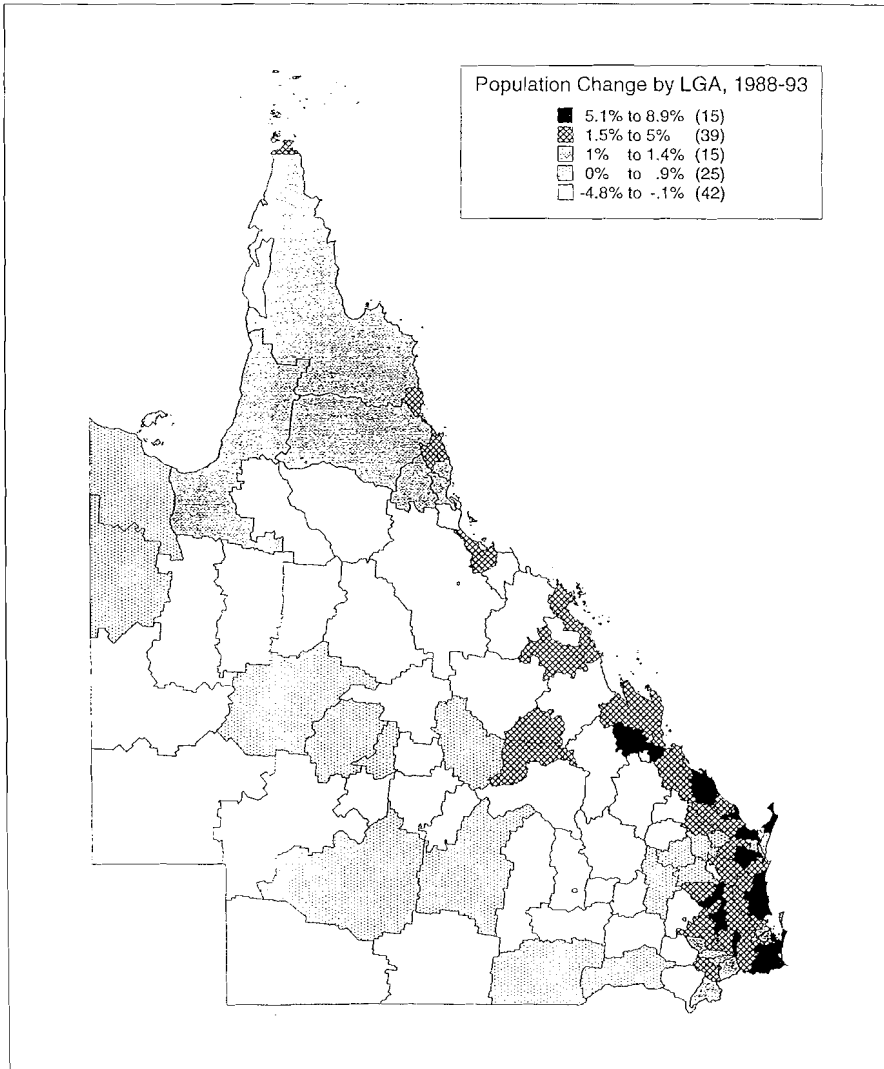 Population Change by LGA, 1988-93
5.1% to 8.9% (15)
1.5% to 5% (39)
1% to 1.4% (15)
0% to .9% (25)
-4.8% to -.1% (42)